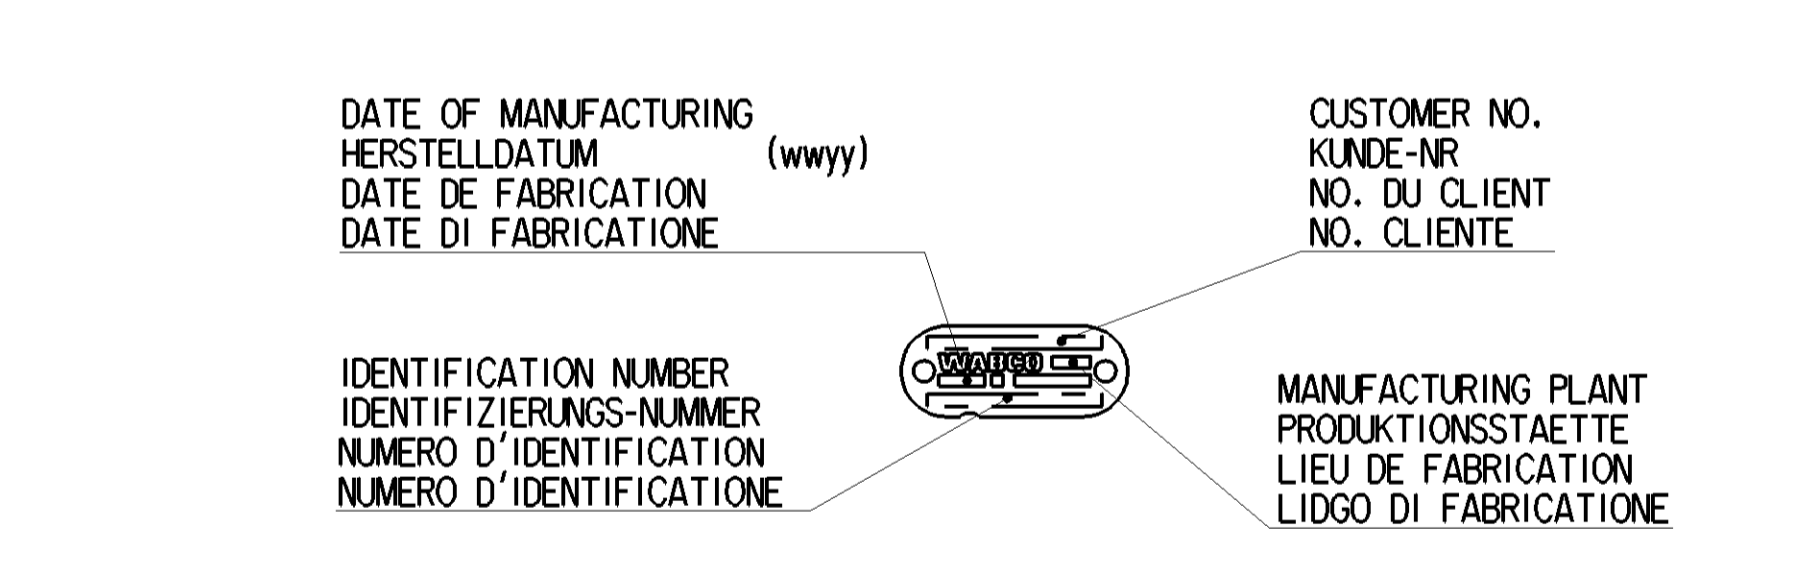 DATE OF MANUFACTURING
HERSTELLDATUM (wwyy)
DATE DE FABRICATION
DATE DI FABRICATIONE
CUSTOMER NO.
KUNDE-NR
NO. DU CLIENT
NO. CLIENTE
WABCO
IDENTIFICATION NUMBER
IDENTIFIZIERUNGS-NUMMER
NUMERO D'IDENTIFICATION
NUMERO D'IDENTIFICATIONE
MANUFACTURING PLANT
PRODUKTIONSSTAETTE
LIEU DE FABRICATION
LIDGO DI FABRICATIONE